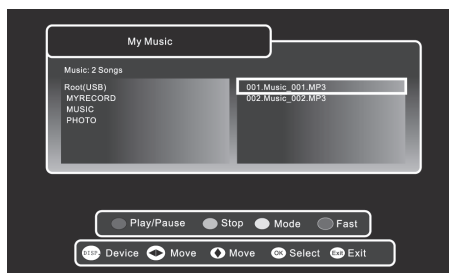 My Music
Music: 2 Songs
Root(USB)
MYRECORD
MUSIC
PHOTO
001.Music_001.MP3
002.Music_002.MP3
Play/Pause Stop Mode Fast
DISP. Device Move Move OK Select Exit Exit